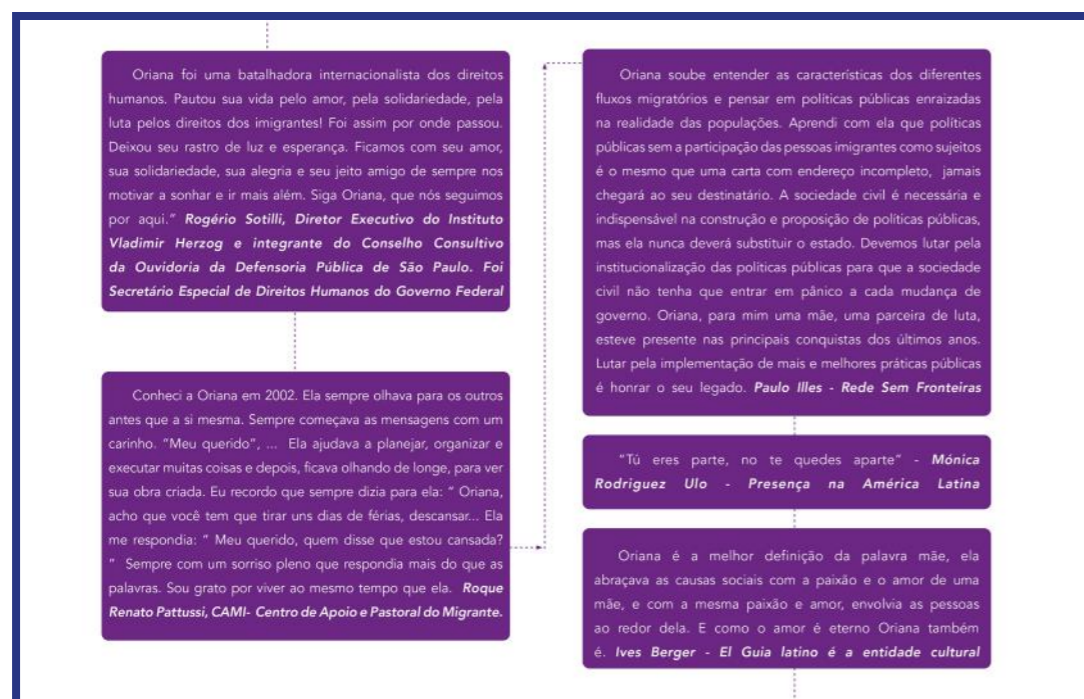 Oriana foi uma batalhadora internacionalista dos direitos
humanos. Pautou sua vida pelo amor, pela solidariedade, pela
luta pelos direitos dos imigrantes! Foi assim por onde passou.
Deixou seu rastro de luz e esperança. Ficamos com seu amor,
sua solidariedade, sua alegria e seu jeito amigo de sempre nos
motivar a sonhar e ir mais além. Siga Oriana, que nós seguimos
por aqui.” Rogério Sotilli, Diretor Executivo do Instituto
Vladimir Herzog e integrante do Conselho Consultivo
da Ouvidoria da Defensoria Pública de São Paulo. Foi
Secretário Especial de Direitos Humanos do Governo Federal
Conheci a Oriana em 2002. Ela sempre olhava para os outros
antes que a si mesma. Sempre começava as mensagens com um
carinho. “Meu querido”, ... Ela ajudava a planejar, organizar e
executar muitas coisas e depois, ficava olhando de longe, para ver
sua obra criada. Eu recordo que sempre dizia para ela: “ Oriana,
acho que você tem que tirar uns dias de férias, descansar... Ela
me respondia: “ Meu querido, quem disse que estou cansada?
” Sempre com um sorriso pleno que respondia mais do que as
palavras. Sou grato por viver ao mesmo tempo que ela. Roque
Renato Pattussi, CAMI- Centro de Apoio e Pastoral do Migrante.
Oriana soube entender as características dos diferentes
fluxos migratórios e pensar em políticas públicas enraizadas
na realidade das populações. Aprendi com ela que políticas
públicas sem a participação das pessoas imigrantes como sujeitos
é o mesmo que uma carta com endereço incompleto, jamais
chegará ao seu destinatário. A sociedade civil é necessária e
indispensável na construção e proposição de políticas públicas,
mas ela nunca deverá substituir o estado. Devemos lutar pela
institucionalização das políticas públicas para que a sociedade
civil não tenha que entrar em pânico a cada mudança de
governo. Oriana, para mim uma mãe, uma parceira de luta,
esteve presente nas principais conquistas dos últimos anos.
Lutar pela implementação de mais e melhores práticas públicas
é honrar o seu legado. Paulo Illes - Rede Sem Fronteiras
“Tú eres parte, no te quedes aparte” - Mónica
Rodriguez Ulo - Presença na América Latina
Oriana é a melhor definição da palavra mãe, ela
abraçava as causas sociais com a paixão e o amor de uma
mãe, e com a mesma paixão e amor, envolvia as pessoas
ao redor dela. E como o amor é eterno Oriana também
é. Ives Berger - El Guia latino é a entidade cultural